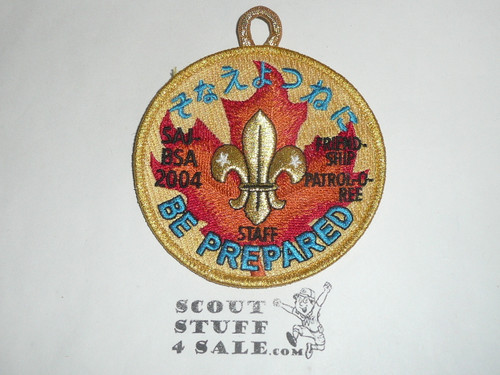 そなえよつねに
SAJ-
BSA
2004
FRIEND-
SHIP
PATROL-O-
REE
STAFF
BE PREPARED
SCOUT
STUFF
4 SALE.com